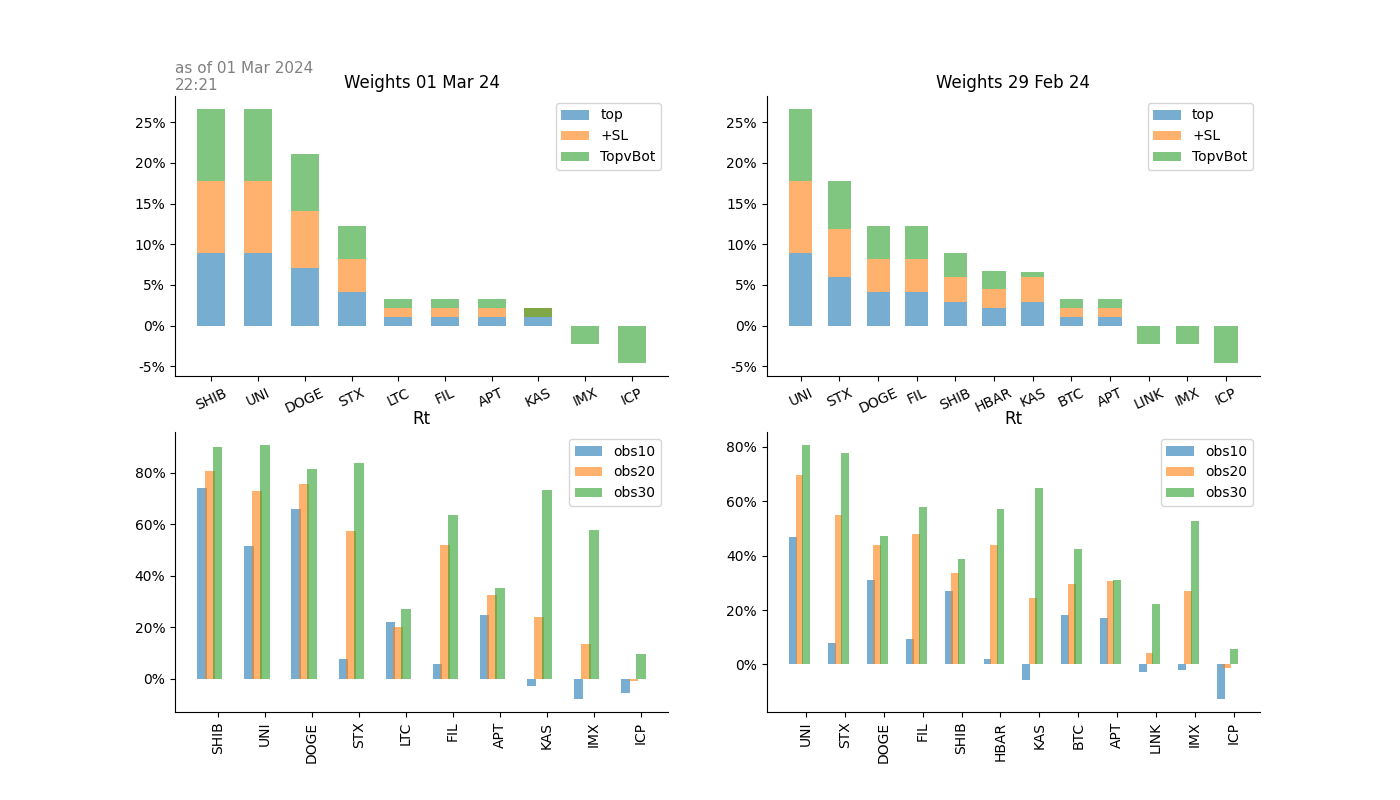 as of 01 Mar 2024
22:21
Weights 01 Mar 24
25%
20%
15%
10%
5%
0%
-5%
top
+SL
TopvBot
SHIB UNI DOGE STX LTC FIL APT KAS IMX ICP
Weights 29 Feb 24
25%
20%
15%
10%
5%
0%
-5%
top
+SL
TopvBot
UNI STX DOGE FIL SHIB HBAR KAS BTC APT LINK IMX ICP
Rt
80%
60%
40%
20%
0%
obs10
obs20
obs30
SHIB UNI DOGE STX LTC FIL APT KAS IMX ICP
Rt
80%
60%
40%
20%
0%
obs10
obs20
obs30
UNI STX DOGE FIL SHIB HBAR KAS BTC APT LINK IMX ICP